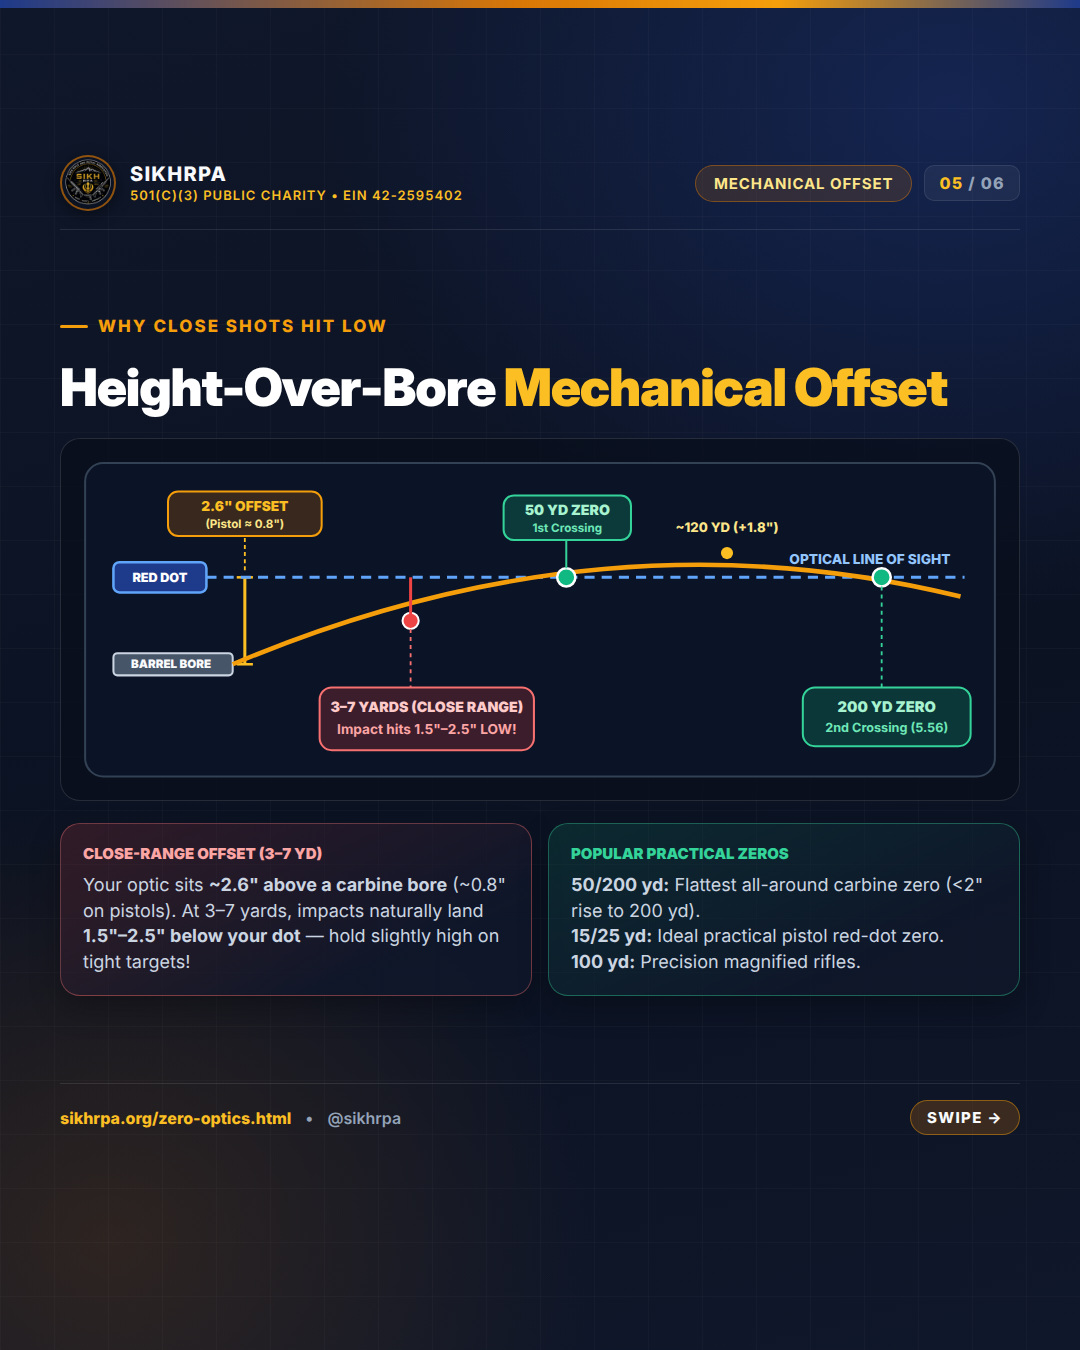 SIKH
SIKHRPA
501(C)(3) PUBLIC CHARITY • EIN 42-2595402
MECHANICAL OFFSET
05 / 06
WHY CLOSE SHOTS HIT LOW
Height-Over-Bore Mechanical Offset
2.6" OFFSET
(Pistol ≈ 0.8")
50 YD ZERO
1st Crossing
~120 YD (+1.8")
OPTICAL LINE OF SIGHT
RED DOT
BARREL BORE
3–7 YARDS (CLOSE RANGE)
Impact hits 1.5"–2.5" LOW!
200 YD ZERO
2nd Crossing (5.56)
CLOSE-RANGE OFFSET (3–7 YD)
Your optic sits ~2.6" above a carbine bore (~0.8"
on pistols). At 3–7 yards, impacts naturally land
1.5"–2.5" below your dot — hold slightly high on
tight targets!
POPULAR PRACTICAL ZEROS
50/200 yd: Flattest all-around carbine zero (<2"
rise to 200 yd).
15/25 yd: Ideal practical pistol red-dot zero.
100 yd: Precision magnified rifles.
sikhrpa.org/zero-optics.html • @sikhrpa
SWIPE →